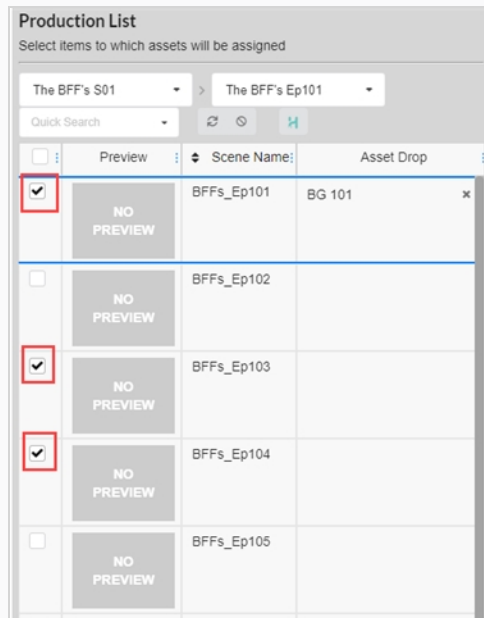 Production List
Select items to which assets will be assigned
The BFF's S01 > The BFF's Ep101
Quick Search
Preview Scene Name Asset Drop
NO PREVIEW
BFFs_Ep101
BG 101
NO PREVIEW
BFFs_Ep102
NO PREVIEW
BFFs_Ep103
NO PREVIEW
BFFs_Ep104
NO PREVIEW
BFFs_Ep105